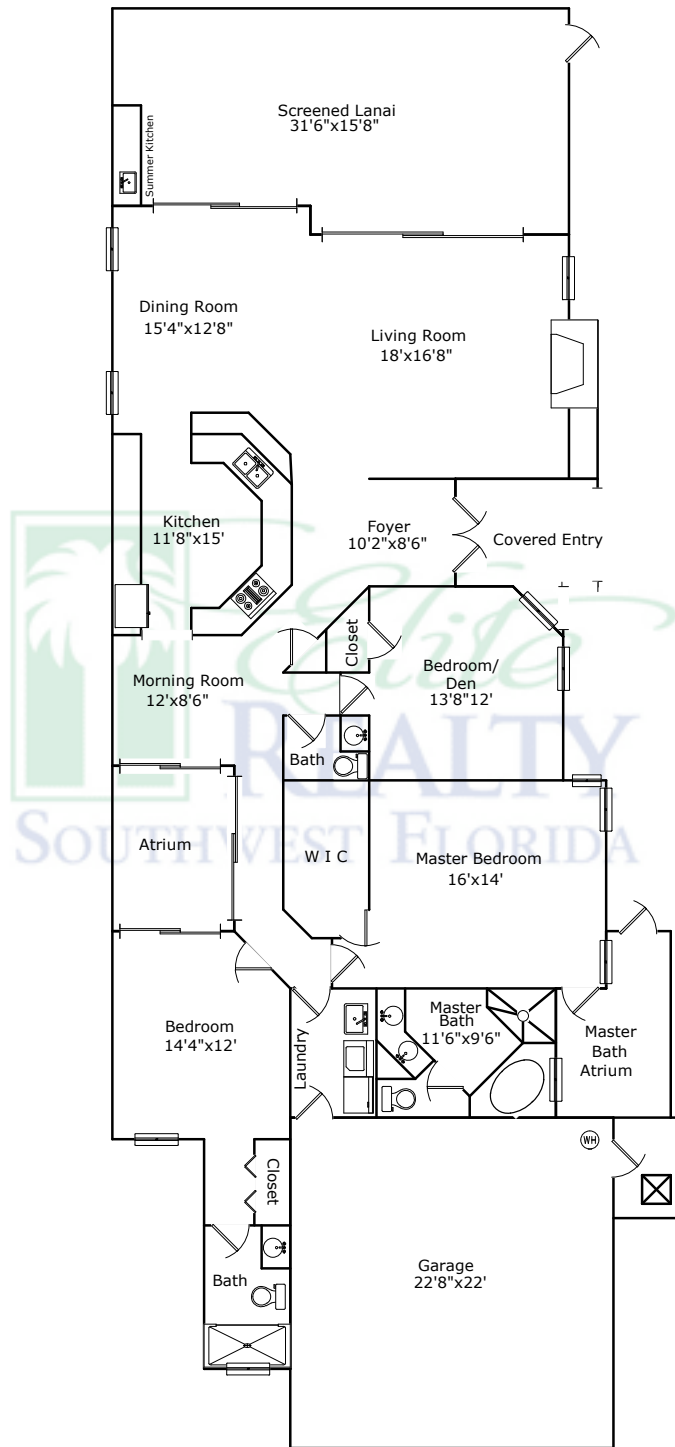 Screened Lanai
31'6"x15'8"
Summer Kitchen
Dining Room
15'4"x12'8"
Living Room
18'x16'8"
Kitchen
11'8"x15'
Foyer
10'2"x8'6"
Covered Entry
Closet
Bedroom/
Den
13'8"12'
Morning Room
12'x8'6"
Bath
Elite
REALTY
SOUTHWEST FLORIDA
Atrium
W I C
Master Bedroom
16'x14'
Bedroom
14'4"x12'
Laundry
Master
Bath
11'6"x9'6"
Master
Bath
Atrium
WH
Closet
Bath
Garage
22'8"x22'